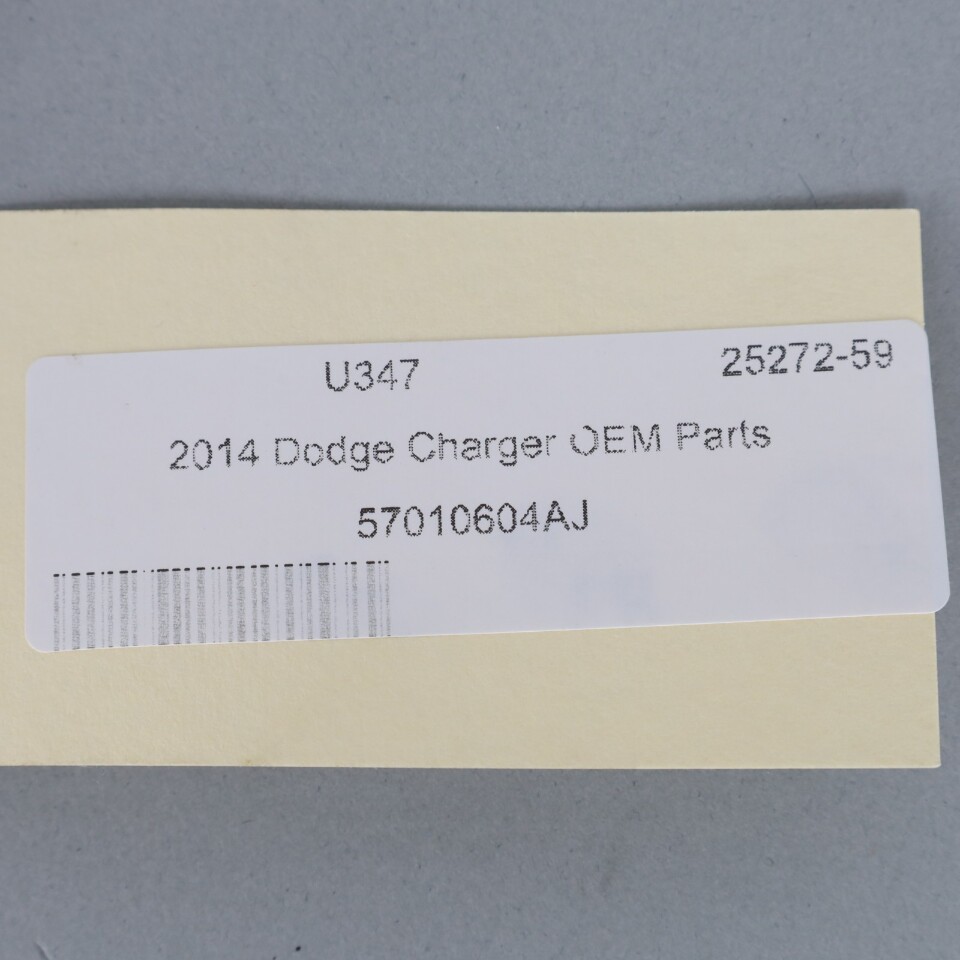 U347 25272-59
2014 Dodge Charger OEM Parts
57010604AJ